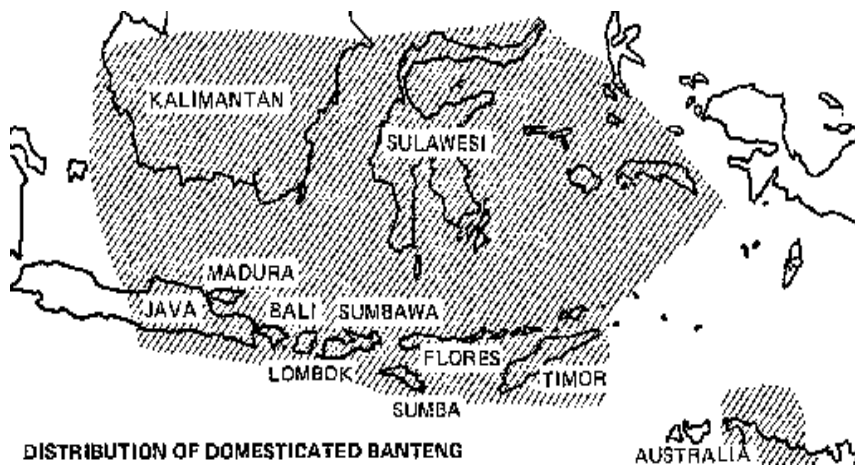 KALIMANTAN
SULAWESI
MADURA
JAVA
BALI
SUMBAWA
LOMBOK
FLORES
TIMOR
SUMBA
DISTRIBUTION OF DOMESTICATED BANTENG
AUSTRALIA